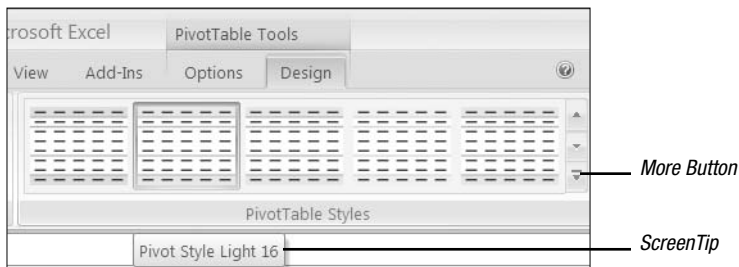 rosoft Excel PivotTable Tools
View Add-Ins Options Design
More Button
PivotTable Styles
Pivot Style Light 16
ScreenTip